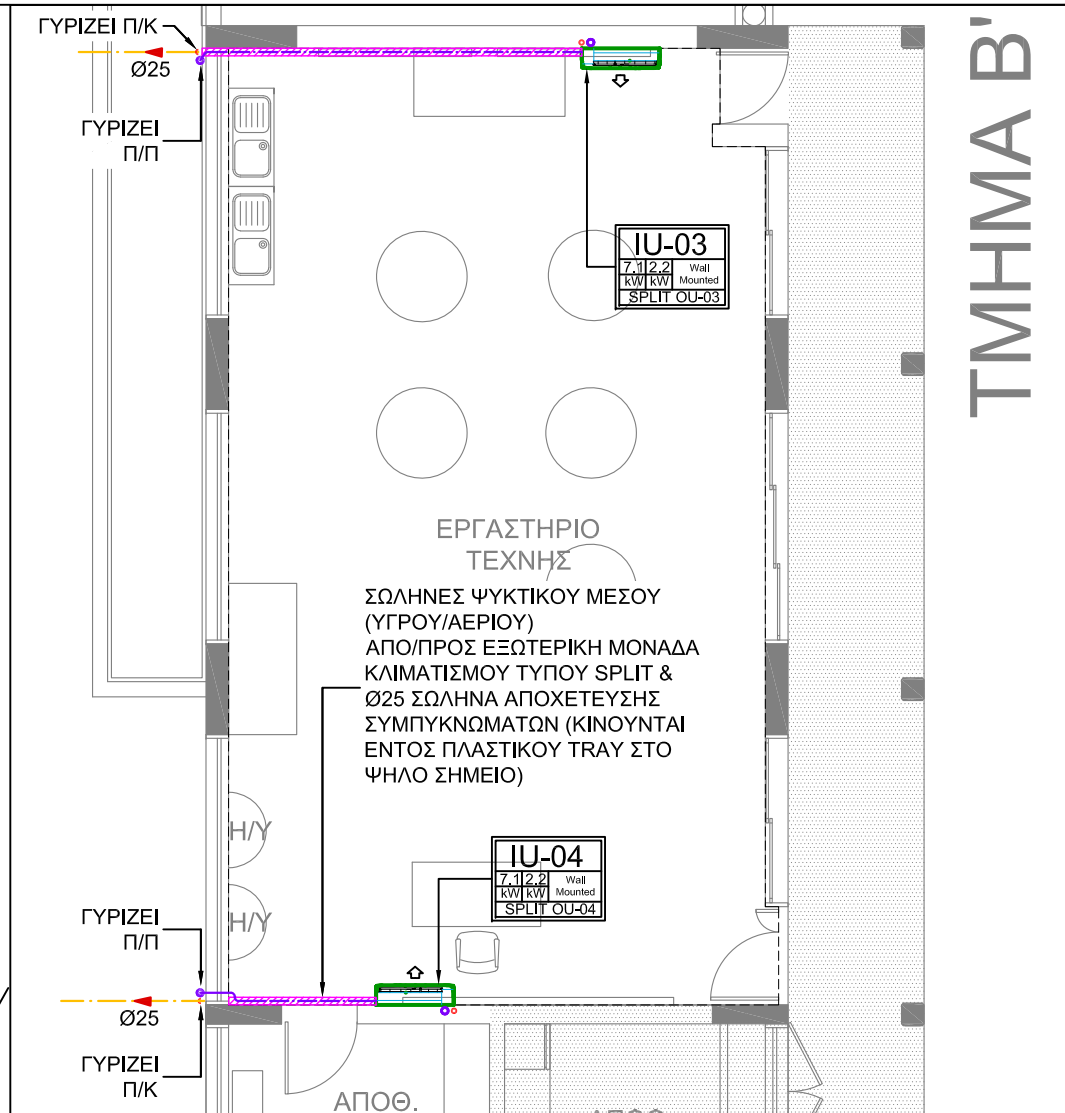 ΓΥΡΙΖΕΙ Π/Κ
Ø25
ΓΥΡΙΖΕΙ
Π/Π
ΤΜΗΜΑ Β'
IU-03
7.1 2.2 Wall
kW kW Mounted
SPLIT OU-03
ΕΡΓΑΣΤΗΡΙΟ
ΤΕΧΝΗΣ
ΣΩΛΗΝΕΣ ΨΥΚΤΙΚΟΥ ΜΕΣΟΥ
(ΥΓΡΟΥ/ΑΕΡΙΟΥ)
ΑΠΟ/ΠΡΟΣ ΕΞΩΤΕΡΙΚΗ ΜΟΝΑΔΑ
ΚΛΙΜΑΤΙΣΜΟΥ ΤΥΠΟΥ SPLIT &
Ø25 ΣΩΛΗΝΑ ΑΠΟΧΕΤΕΥΣΗΣ
ΣΥΜΠΥΚΝΩΜΑΤΩΝ (ΚΙΝΟΥΝΤΑΙ
ΕΝΤΟΣ ΠΛΑΣΤΙΚΟΥ TRAY ΣΤΟ
ΨΗΛΟ ΣΗΜΕΙΟ)
Η/Υ
Η/Υ
IU-04
7.1 2.2 Wall
kW kW Mounted
SPLIT OU-04
ΓΥΡΙΖΕΙ
Π/Π
Ø25
ΓΥΡΙΖΕΙ
Π/Κ
ΑΠΟΘ.